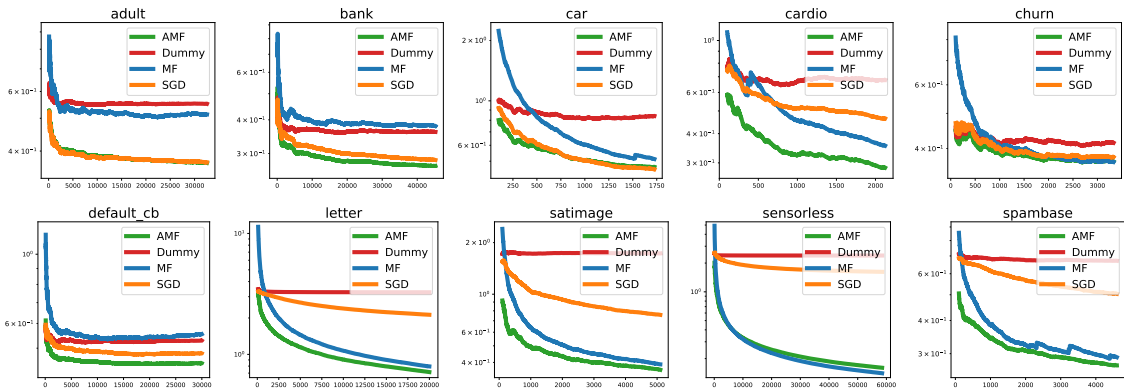 adult
AMF
Dummy
MF
SGD
6 × 10⁻¹
4 × 10⁻¹
0 5000 10000 15000 20000 25000 30000
bank
AMF
Dummy
MF
SGD
6 × 10⁻¹
4 × 10⁻¹
3 × 10⁻¹
0 10000 20000 30000 40000
car
AMF
Dummy
MF
SGD
2 × 10⁰
10⁰
6 × 10⁻¹
250 500 750 1000 1250 1500 1750
cardio
AMF
Dummy
MF
SGD
10⁰
6 × 10⁻¹
4 × 10⁻¹
3 × 10⁻¹
0 500 1000 1500 2000
churn
AMF
Dummy
MF
SGD
6 × 10⁻¹
4 × 10⁻¹
0 500 1000 1500 2000 2500 3000
default_cb
AMF
Dummy
MF
SGD
10⁰
6 × 10⁻¹
0 5000 10000 15000 20000 25000 30000
letter
AMF
Dummy
MF
SGD
10¹
10⁰
0 2500 5000 7500 10000 12500 15000 17500 20000
satimage
AMF
Dummy
MF
SGD
2 × 10⁰
10⁰
6 × 10⁻¹
4 × 10⁻¹
0 1000 2000 3000 4000 5000
sensorless
AMF
Dummy
MF
SGD
10⁰
0 10000 20000 30000 40000 50000 60000
spambase
AMF
Dummy
MF
SGD
6 × 10⁻¹
4 × 10⁻¹
3 × 10⁻¹
0 1000 2000 3000 4000